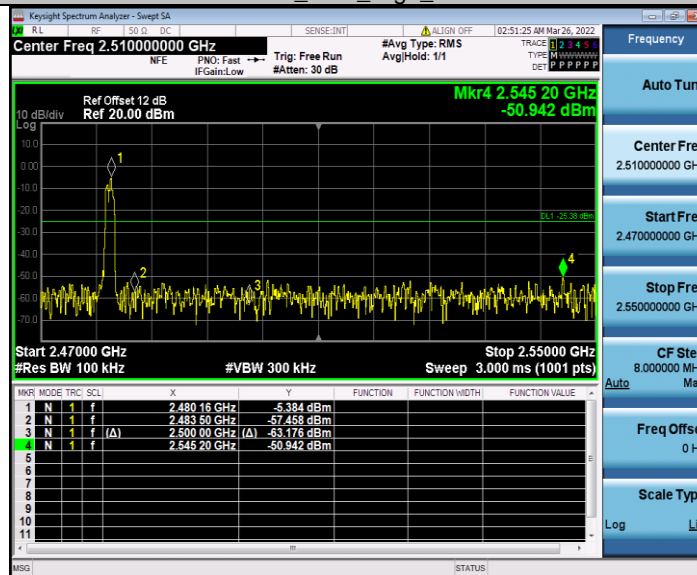 Keysight Spectrum Analyzer - Swept SA
RL RF 50 Ω DC SENSE:INT ALIGN OFF 02:51:25 AM Mar 26, 2022
Center Freq 2.510000000 GHz
NFE PNO: Fast IFGain:Low Trig: Free Run #Atten: 30 dB
#Avg Type: RMS Avg|Hold: 1/1
TRACE 1 2 3 4 5 6
TYPE M W W W W W
DET P P P P P P
Mkr4 2.545 20 GHz
-50.942 dBm
Ref Offset 12 dB
10 dB/div Ref 20.00 dBm
Log
10.0
0.00
-10.0
-20.0
-30.0
-40.0
-50.0
-60.0
-70.0
1
2
3
4
DL1 -25.38 dBm
Start 2.47000 GHz Stop 2.55000 GHz
#Res BW 100 kHz #VBW 300 kHz Sweep 3.000 ms (1001 pts)
MKR MODE TRC SCL X Y FUNCTION FUNCTION WIDTH FUNCTION VALUE
1 N 1 f 2.480 16 GHz -5.384 dBm
2 N 1 f 2.483 50 GHz -57.458 dBm
3 N 1 f (Δ) 2.500 00 GHz (Δ) -63.176 dBm
4 N 1 f 2.545 20 GHz -50.942 dBm
5
6
7
8
9
10
11
MSG STATUS
Frequency
Auto Tun
Center Fre
2.510000000 GH
Start Fre
2.470000000 GH
Stop Fre
2.550000000 GH
CF Ste
8.000000 MH
Auto Ma
Freq Offse
0 H
Scale Typ
Log Li